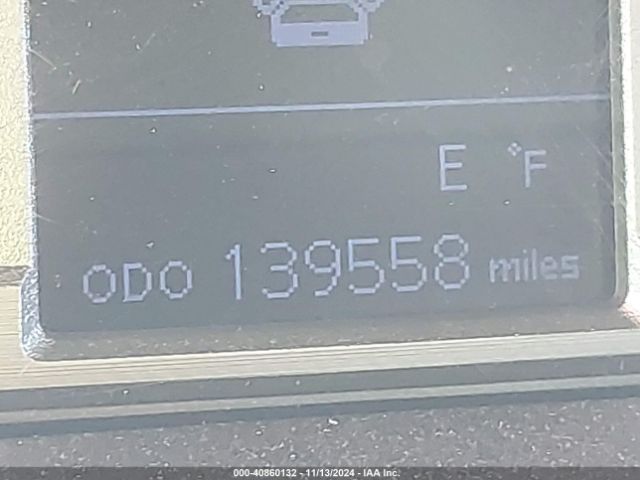 E °F
ODO 139558 miles
000-40860132 - 11/13/2024 - IAA Inc.